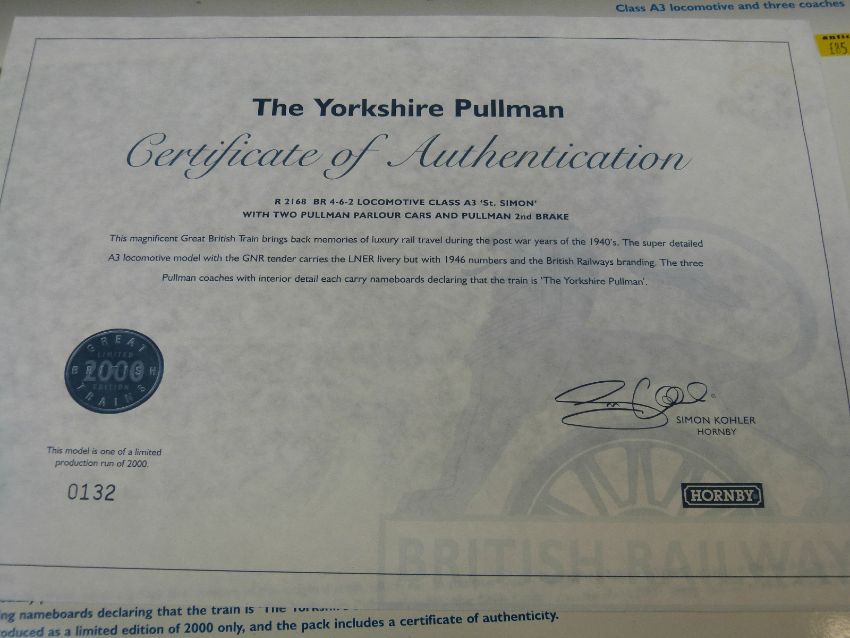 Class A3 locomotive and three coaches
£85
The Yorkshire Pullman
Certificate of Authentication
R 2168 BR 4-6-2 LOCOMOTIVE CLASS A3 'ST. SIMON'
WITH TWO PULLMAN PARLOUR CARS AND PULLMAN 2nd BRAKE
This magnificent Great British Train brings back memories of luxury rail travel during the post war years of the 1940's. The super detailed
A3 locomotive model with the GNR tender carries the LNER livery but with 1946 numbers and the British Railways branding. The three
Pullman coaches with interior detail each carry nameboards declaring that the train is 'The Yorkshire Pullman'.
GREAT
LIMITED
BRITISH
2000
EDITION
TRAINS
SIMON KOHLER
HORNBY
This model is one of a limited
production run of 2000.
0132
HORNBY
BRITISH RAILWAY
ng nameboards declaring that the train is 'The
oduced as a limited edition of 2000 only, and the pack includes a certificate of authenticity.